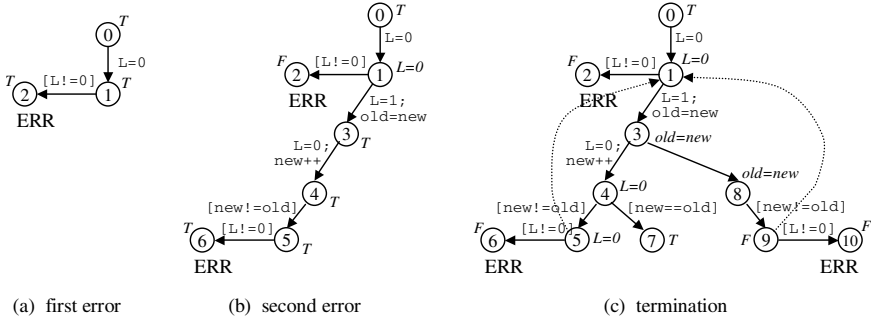 0 T
L=0
T 2 [L!=0] 1 T
ERR
(a) first error
0 T
L=0
F 2 [L!=0] 1 L=0
ERR
L=1;
old=new
3 T
L=0;
new++
4 T
[new!=old]
T 6 [L!=0] 5 T
ERR
(b) second error
0 T
L=0
F 2 [L!=0] 1 L=0
ERR
L=1;
old=new
3 old=new
L=0;
new++
4 L=0
old=new
8
[new!=old] [new==old] [new!=old]
F 6 [L!=0] 5 L=0 7 T F 9 [L!=0] 10 F
ERR ERR
(c) termination